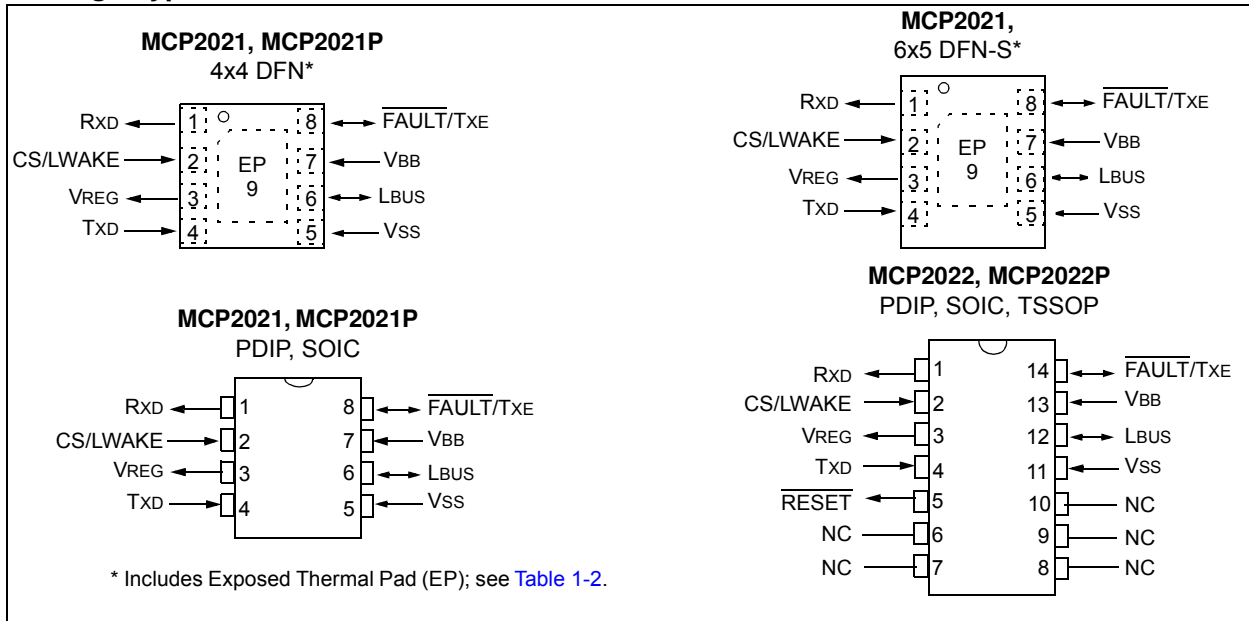 MCP2021, MCP2021P
4x4 DFN*
RXD 1 8 FAULT/TXE
CS/LWAKE 2 EP 7 VBB
VREG 3 9 6 LBUS
TXD 4 5 VSS
MCP2021,
6x5 DFN-S*
RXD 1 8 FAULT/TXE
CS/LWAKE 2 EP 7 VBB
VREG 3 9 6 LBUS
TXD 4 5 VSS
MCP2021, MCP2021P
PDIP, SOIC
RXD 1 8 FAULT/TXE
CS/LWAKE 2 7 VBB
VREG 3 6 LBUS
TXD 4 5 VSS
MCP2022, MCP2022P
PDIP, SOIC, TSSOP
RXD 1 14 FAULT/TXE
CS/LWAKE 2 13 VBB
VREG 3 12 LBUS
TXD 4 11 VSS
RESET 5 10 NC
NC 6 9 NC
NC 7 8 NC
* Includes Exposed Thermal Pad (EP); see Table 1-2.